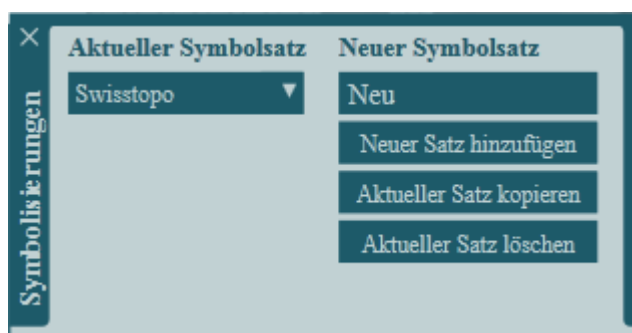 Symbolisierungen
Aktueller Symbolsatz
Swisstopo
Neuer Symbolsatz
Neu
Neuer Satz hinzufügen
Aktueller Satz kopieren
Aktueller Satz löschen